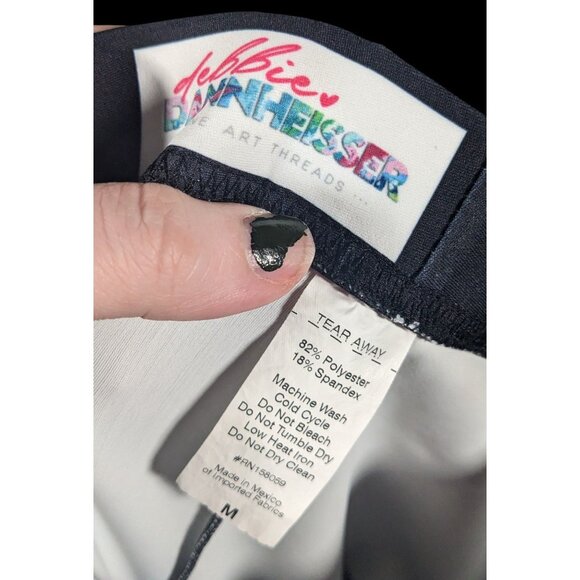 debbie
DANNHEISSER
ART THREADS ...
TEAR AWAY
82% Polyester
18% Spandex
Machine Wash
Cold Cycle
Do Not Bleach
Do Not Tumble Dry
Low Heat Iron
Do Not Dry Clean
#RN158089
Made in Mexico
of Imported Fabrics
M